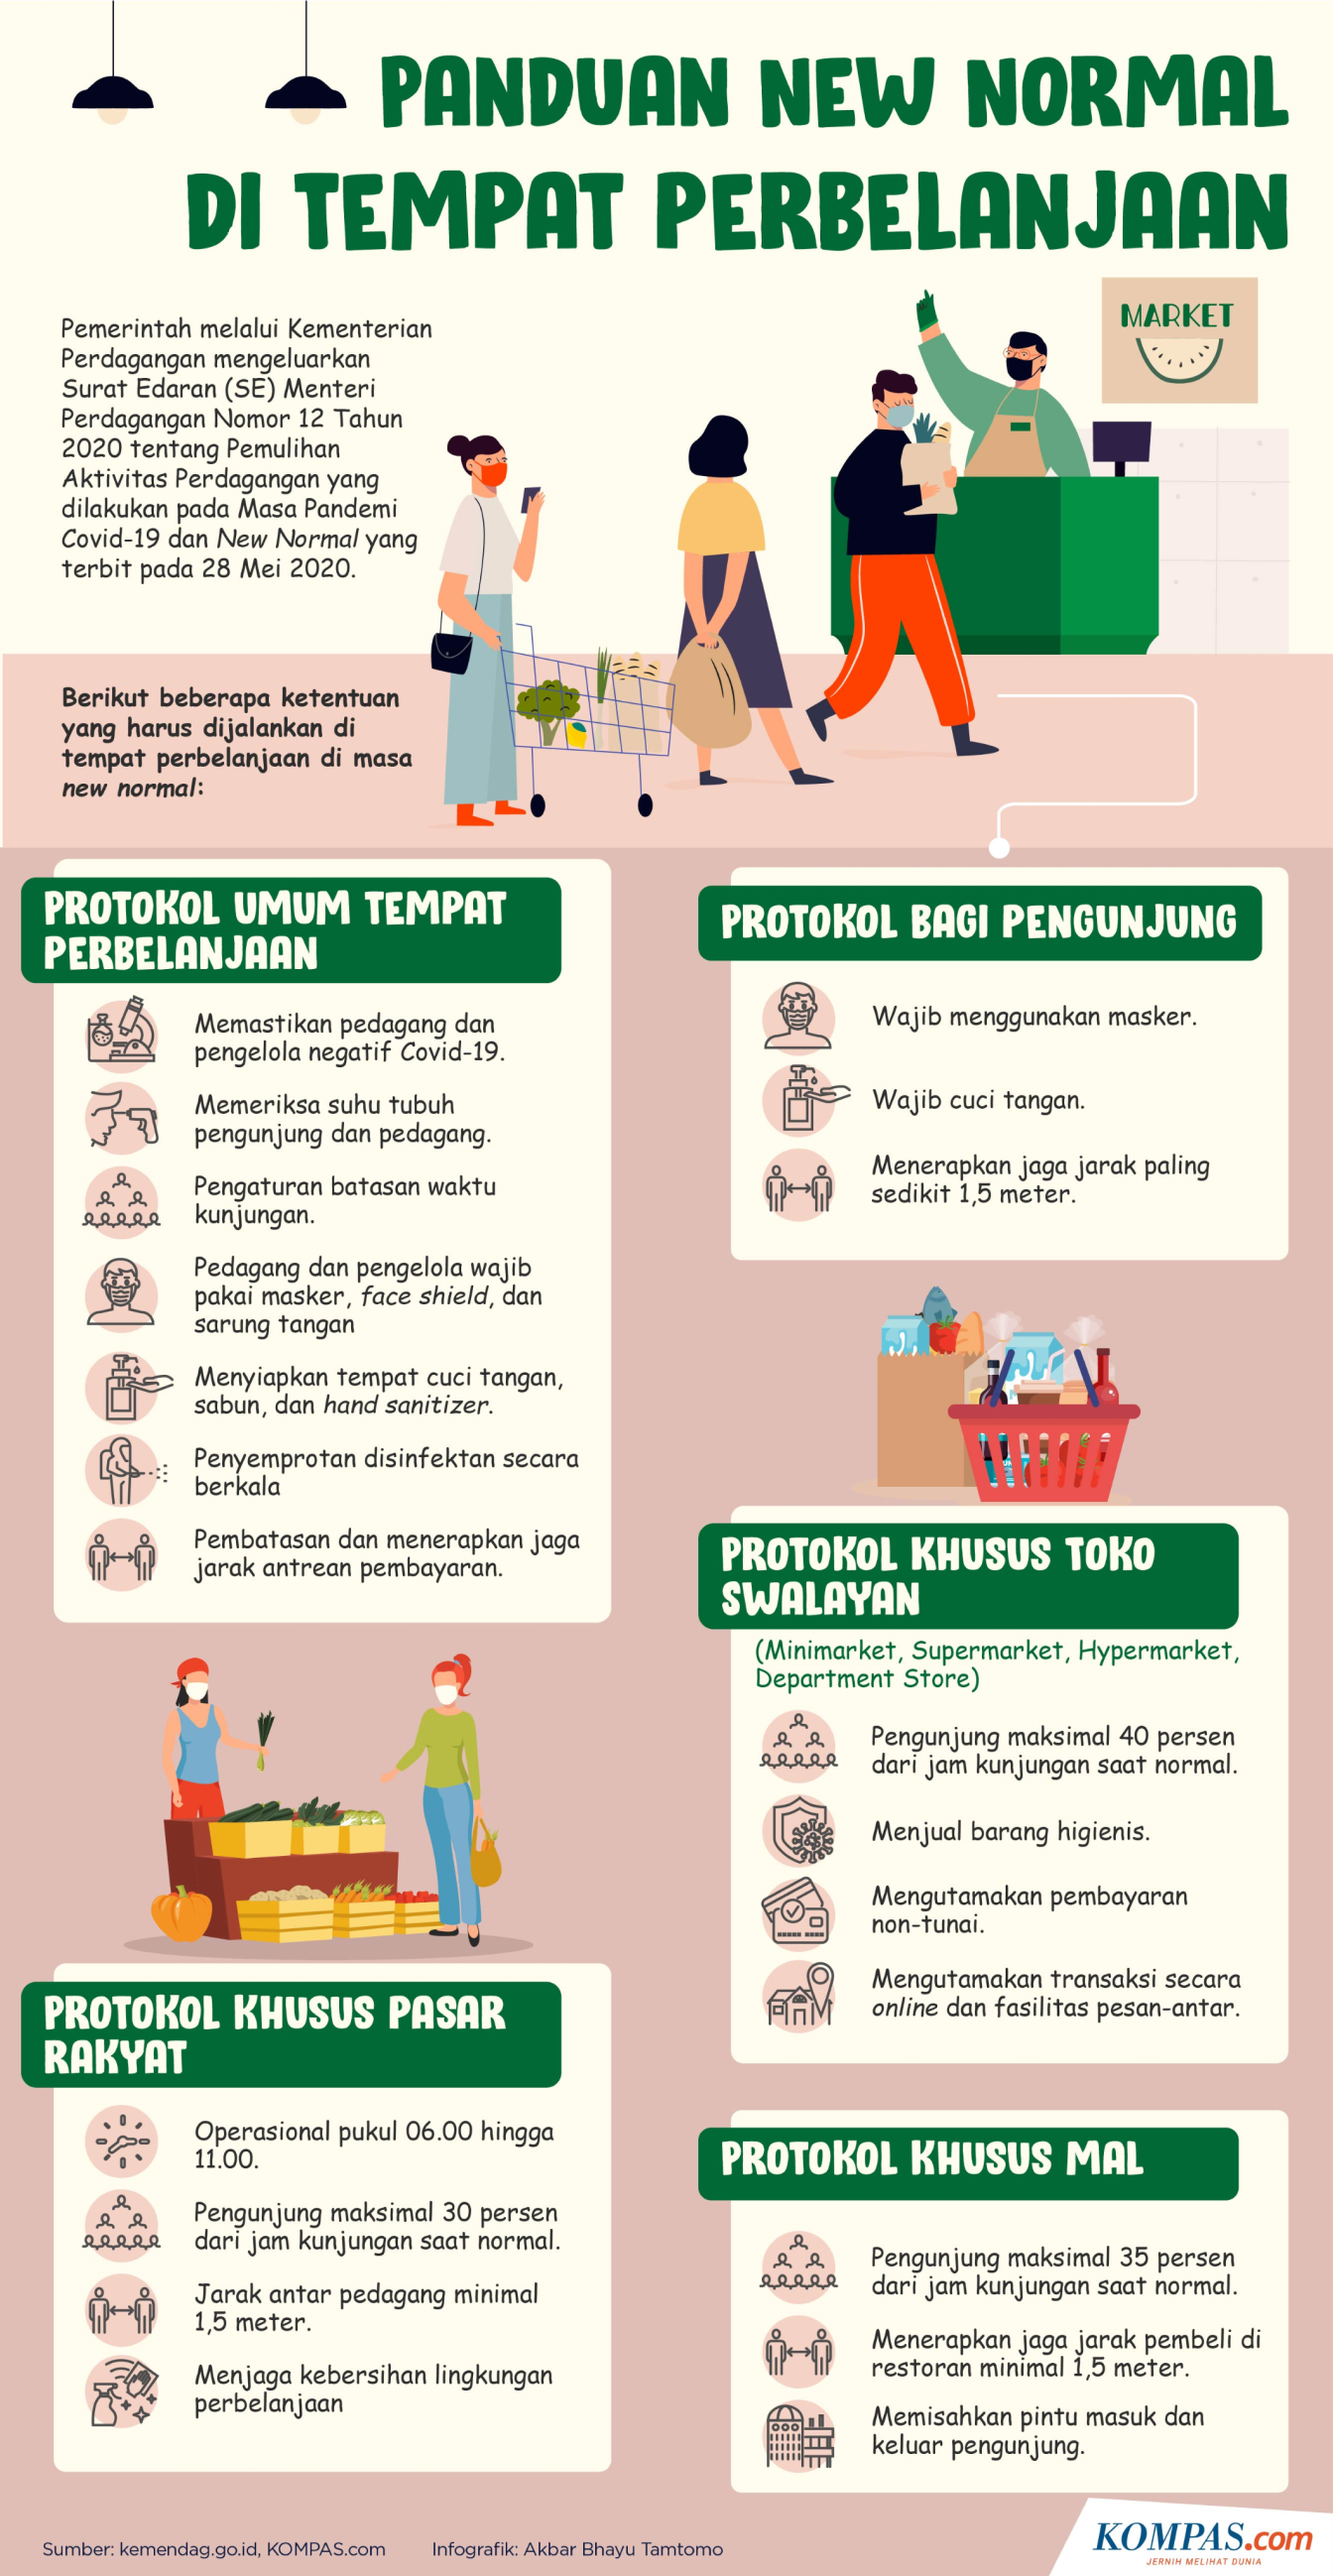 PANDUAN NEW NORMAL
DI TEMPAT PERBELANJAAN
MARKET
Pemerintah melalui Kementerian
Perdagangan mengeluarkan
Surat Edaran (SE) Menteri
Perdagangan Nomor 12 Tahun
2020 tentang Pemulihan
Aktivitas Perdagangan yang
dilakukan pada Masa Pandemi
Covid-19 dan New Normal yang
terbit pada 28 Mei 2020.
Berikut beberapa ketentuan
yang harus dijalankan di
tempat perbelanjaan di masa
new normal:
PROTOKOL UMUM TEMPAT
PERBELANJAAN
Memastikan pedagang dan
pengelola negatif Covid-19.
Memeriksa suhu tubuh
pengunjung dan pedagang.
Pengaturan batasan waktu
kunjungan.
Pedagang dan pengelola wajib
pakai masker, face shield, dan
sarung tangan
Menyiapkan tempat cuci tangan,
sabun, dan hand sanitizer.
Penyemprotan disinfektan secara
berkala
Pembatasan dan menerapkan jaga
jarak antrean pembayaran.
PROTOKOL BAGI PENGUNJUNG
Wajib menggunakan masker.
Wajib cuci tangan.
Menerapkan jaga jarak paling
sedikit 1,5 meter.
PROTOKOL KHUSUS TOKO
SWALAYAN
(Minimarket, Supermarket, Hypermarket,
Department Store)
Pengunjung maksimal 40 persen
dari jam kunjungan saat normal.
Menjual barang higienis.
Mengutamakan pembayaran
non-tunai.
Mengutamakan transaksi secara
online dan fasilitas pesan-antar.
PROTOKOL KHUSUS PASAR
RAKYAT
Operasional pukul 06.00 hingga
11.00.
Pengunjung maksimal 30 persen
dari jam kunjungan saat normal.
Jarak antar pedagang minimal
1,5 meter.
Menjaga kebersihan lingkungan
perbelanjaan
PROTOKOL KHUSUS MAL
Pengunjung maksimal 35 persen
dari jam kunjungan saat normal.
Menerapkan jaga jarak pembeli di
restoran minimal 1,5 meter.
Memisahkan pintu masuk dan
keluar pengunjung.
Sumber: kemendag.go.id, KOMPAS.com
Infografik: Akbar Bhayu Tamtomo
KOMPAS.com
JERNIH MELIHAT DUNIA